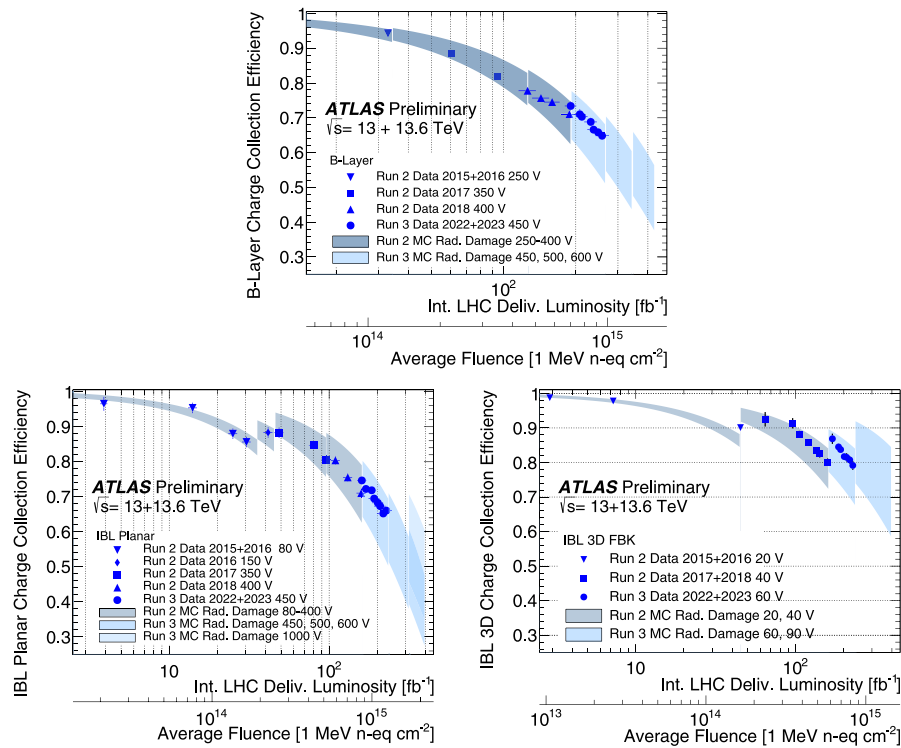 B-Layer Charge Collection Efficiency
1
0.9
0.8
0.7
0.6
0.5
0.4
0.3
ATLAS Preliminary
√s= 13 + 13.6 TeV
B-Layer
Run 2 Data 2015+2016 250 V
Run 2 Data 2017 350 V
Run 2 Data 2018 400 V
Run 3 Data 2022+2023 450 V
Run 2 MC Rad. Damage 250-400 V
Run 3 MC Rad. Damage 450, 500, 600 V
10²
Int. LHC Deliv. Luminosity [fb⁻¹]
10¹⁴ 10¹⁵
Average Fluence [1 MeV n-eq cm⁻²]
IBL Planar Charge Collection Efficiency
1
0.9
0.8
0.7
0.6
0.5
0.4
0.3
ATLAS Preliminary
√s= 13+13.6 TeV
IBL Planar
Run 2 Data 2015+2016 80 V
Run 2 Data 2016 150 V
Run 2 Data 2017 350 V
Run 2 Data 2018 400 V
Run 3 Data 2022+2023 450 V
Run 2 MC Rad. Damage 80-400 V
Run 3 MC Rad. Damage 450, 500, 600 V
Run 3 MC Rad. Damage 1000 V
10 10²
Int. LHC Deliv. Luminosity [fb⁻¹]
10¹⁴ 10¹⁵
Average Fluence [1 MeV n-eq cm⁻²]
IBL 3D Charge Collection Efficiency
1
0.9
0.8
0.7
0.6
0.5
0.4
0.3
ATLAS Preliminary
√s= 13+13.6 TeV
IBL 3D FBK
Run 2 Data 2015+2016 20 V
Run 2 Data 2017+2018 40 V
Run 3 Data 2022+2023 60 V
Run 2 MC Rad. Damage 20, 40 V
Run 3 MC Rad. Damage 60, 90 V
10 10²
Int. LHC Deliv. Luminosity [fb⁻¹]
10¹³ 10¹⁴ 10¹⁵
Average Fluence [1 MeV n-eq cm⁻²]